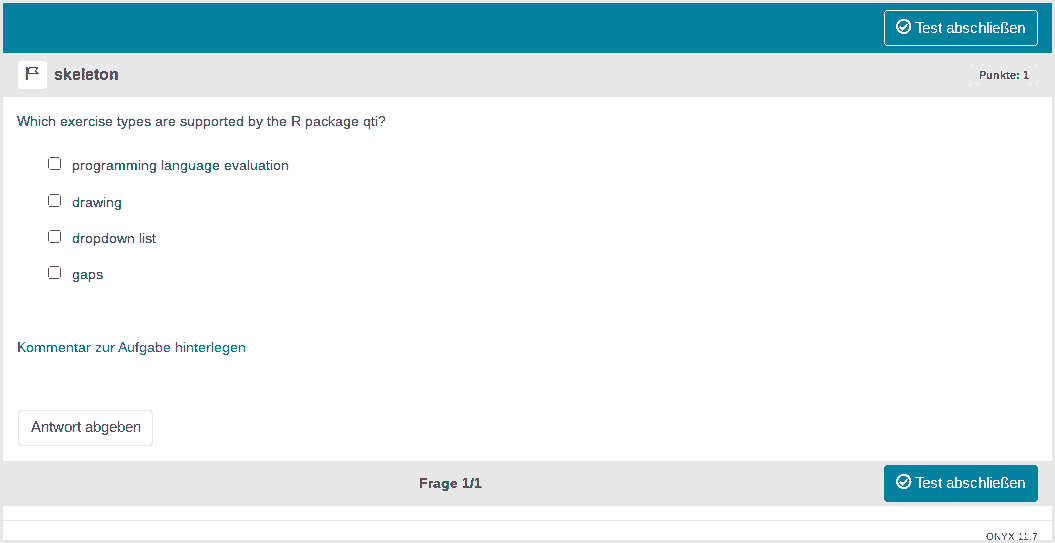 Test abschließen
skeleton
Punkte: 1
Which exercise types are supported by the R package qti?
programming language evaluation
drawing
dropdown list
gaps
Kommentar zur Aufgabe hinterlegen
Antwort abgeben
Frage 1/1
Test abschließen
ONYX 11.7